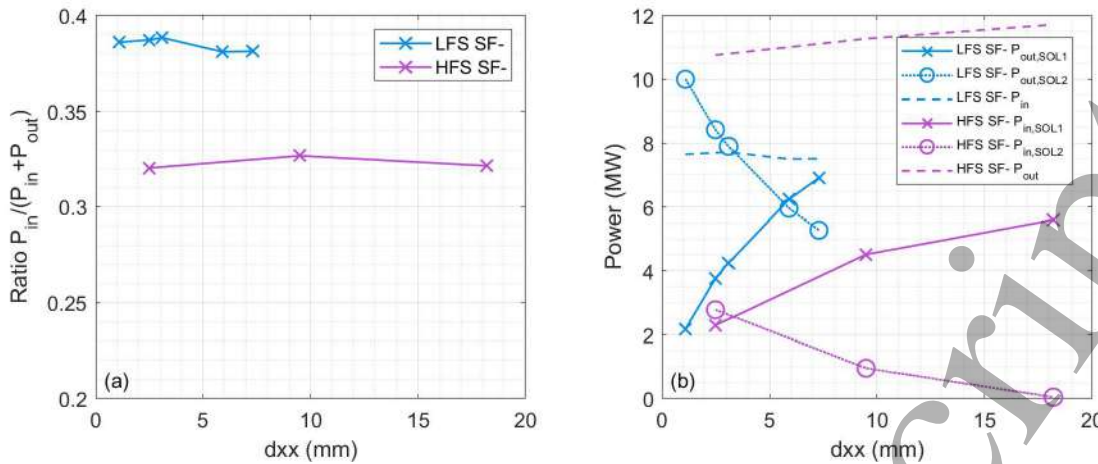 0.4
0.35
0.3
0.25
0.2
Ratio P_in/(P_in+P_out)
LFS SF-
HFS SF-
(a)
0 5 10 15 20
dxx (mm)
12
10
8
6
4
2
0
Power (MW)
LFS SF- P_out,SOL1
LFS SF- P_out,SOL2
LFS SF- P_in
HFS SF- P_in,SOL1
HFS SF- P_in,SOL2
HFS SF- P_out
(b)
0 5 10 15 20
dxx (mm)
crip